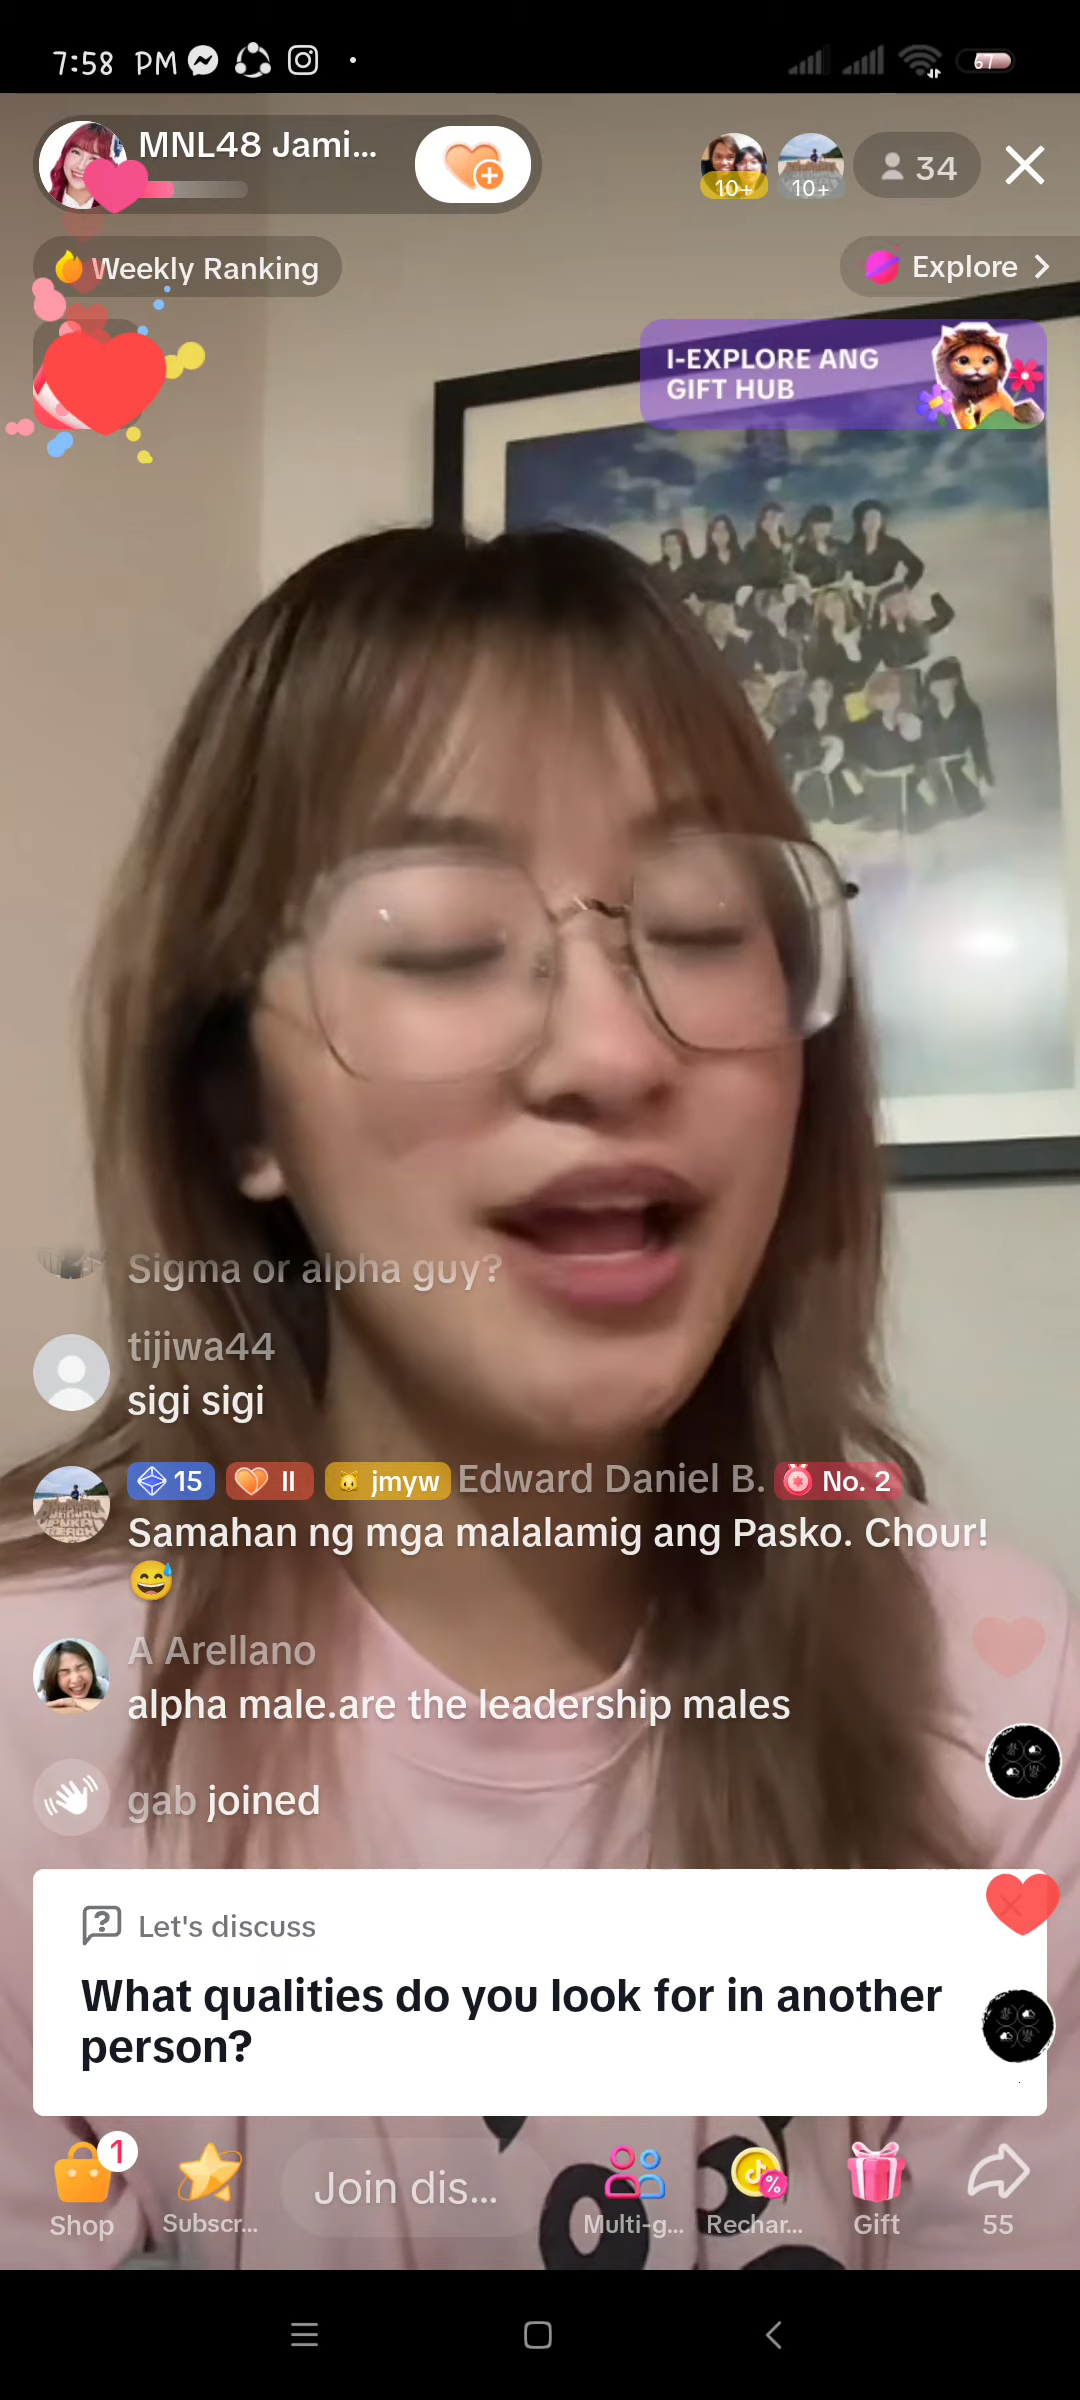 7:58 PM
67
MNL48 Jami...
10+
10+
34
Weekly Ranking
Explore
I-EXPLORE ANG
GIFT HUB
Sigma or alpha guy?
tijiwa44
sigi sigi
15 II jmyw Edward Daniel B. No. 2
Samahan ng mga malalamig ang Pasko. Chour!
😅
A Arellano
alpha male.are the leadership males
gab joined
Let's discuss
What qualities do you look for in another
person?
1
Join dis...
Shop
Subscr...
Multi-g...
Rechar...
Gift
55